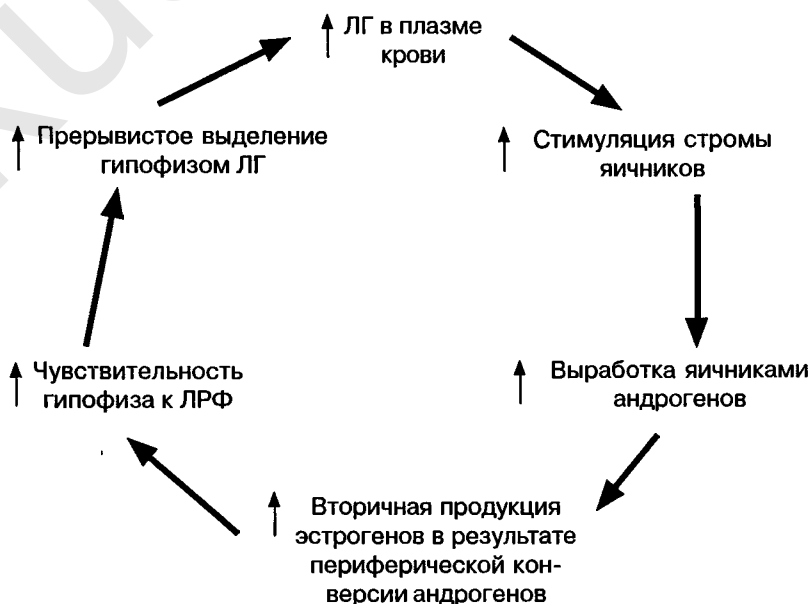 ЛГ в плазме
крови
Стимуляция стромы
яичников
Выработка яичниками
андрогенов
Вторичная продукция
эстрогенов в результате
периферической кон-
версии андрогенов
Чувствительность
гипофиза к ЛРФ
Прерывистое выделение
гипофизом ЛГ